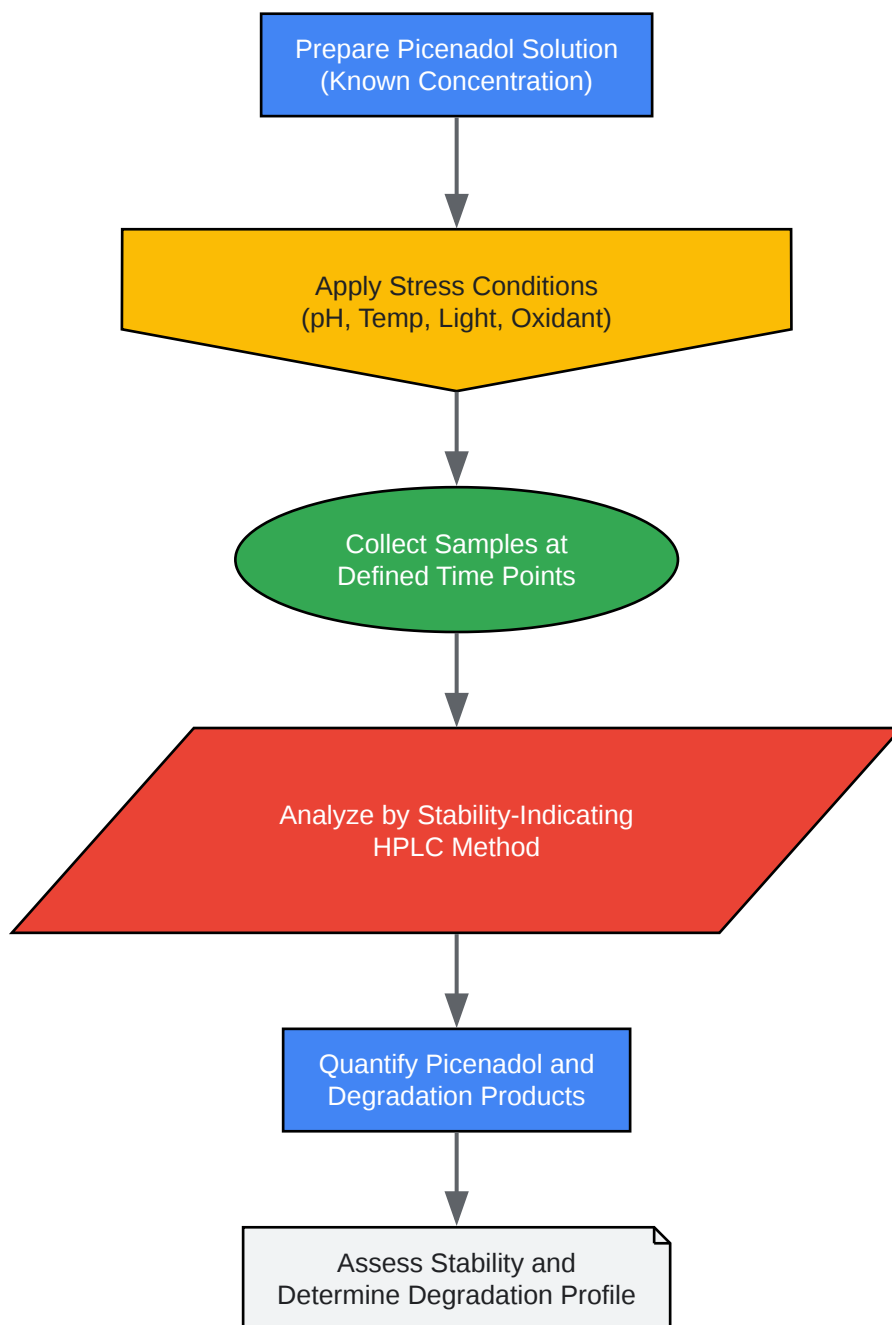 Prepare Picenadol Solution
(Known Concentration)
Apply Stress Conditions
(pH, Temp, Light, Oxidant)
Collect Samples at
Defined Time Points
Analyze by Stability-Indicating
HPLC Method
Quantify Picenadol and
Degradation Products
Assess Stability and
Determine Degradation Profile